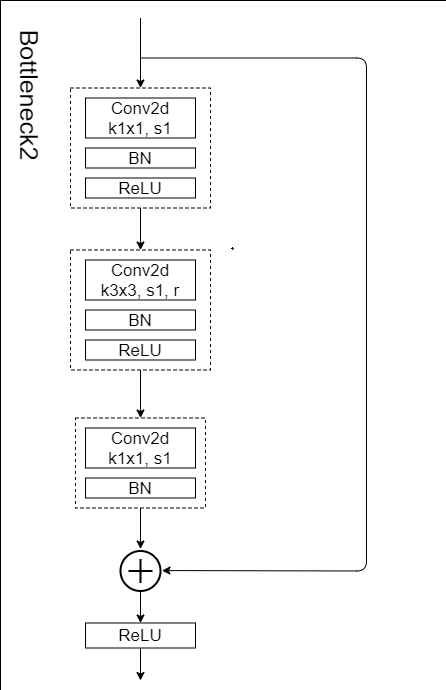 Bottleneck2
Conv2d
k1x1, s1
BN
ReLU
Conv2d
k3x3, s1, r
BN
ReLU
Conv2d
k1x1, s1
BN
ReLU